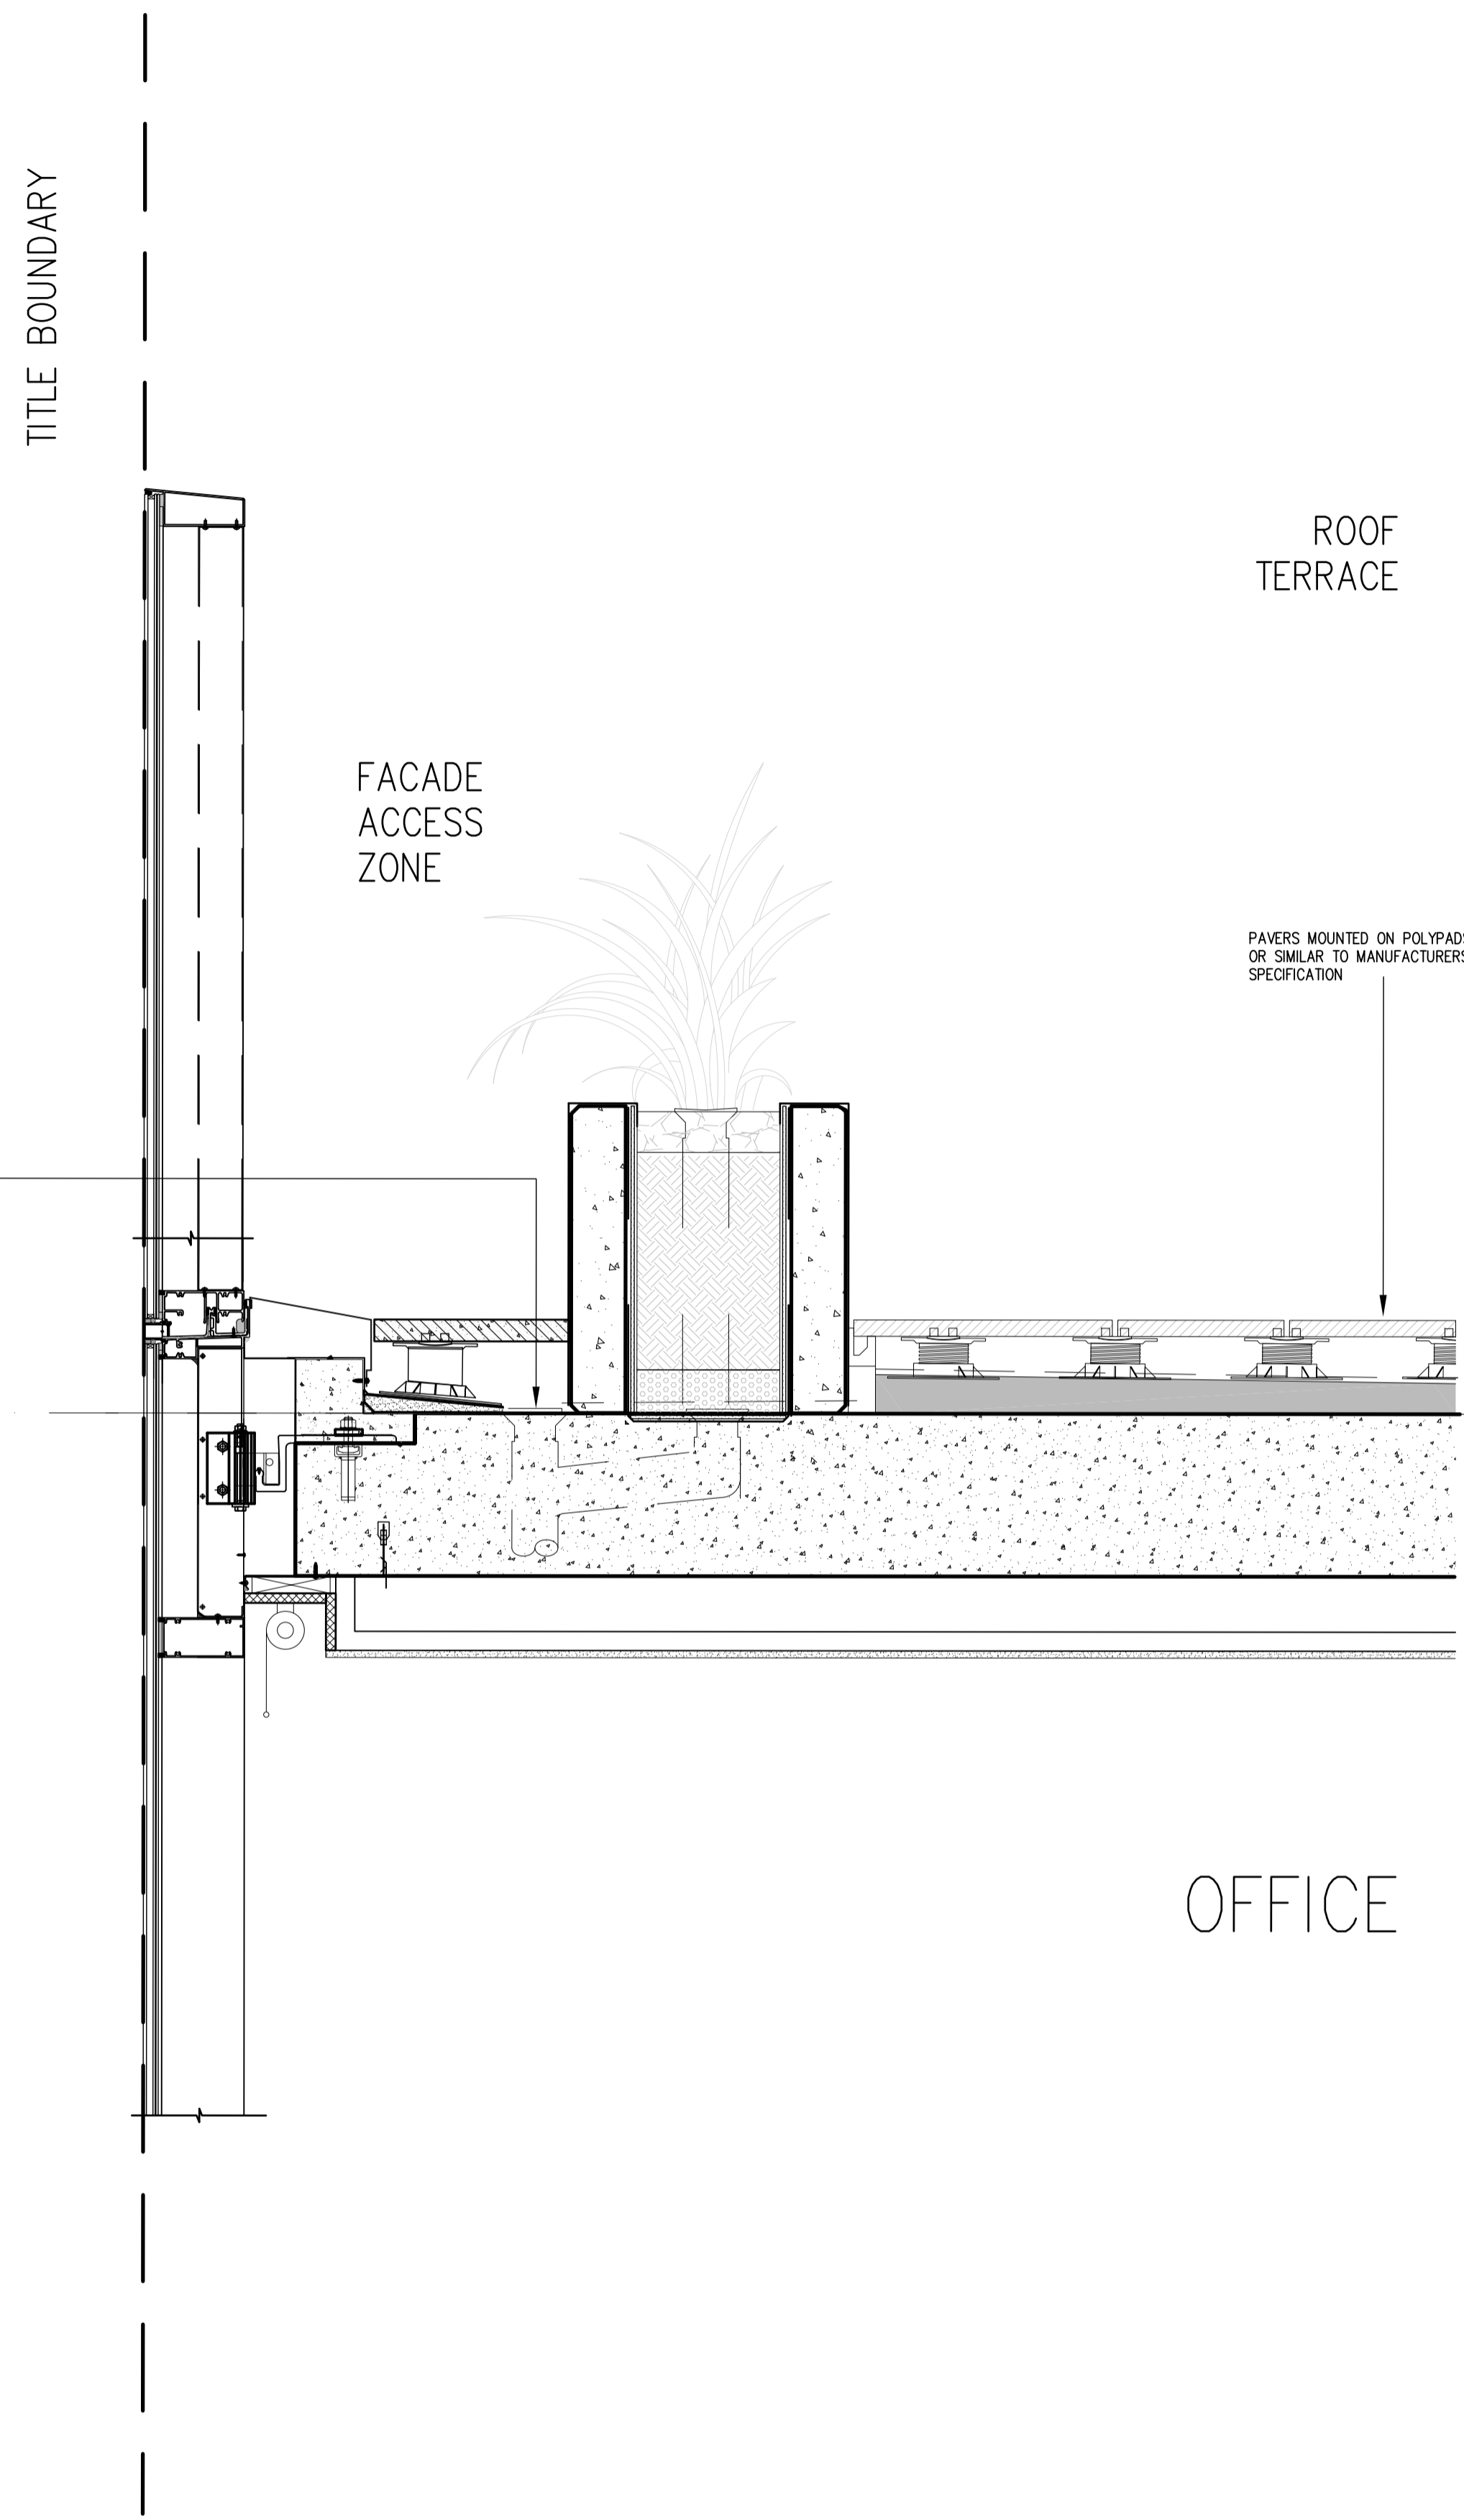 TITLE BOUNDARY
ROOF
TERRACE
FACADE
ACCESS
ZONE
PAVERS MOUNTED ON POLYPADS
OR SIMILAR TO MANUFACTURERS
SPECIFICATION
OFFICE